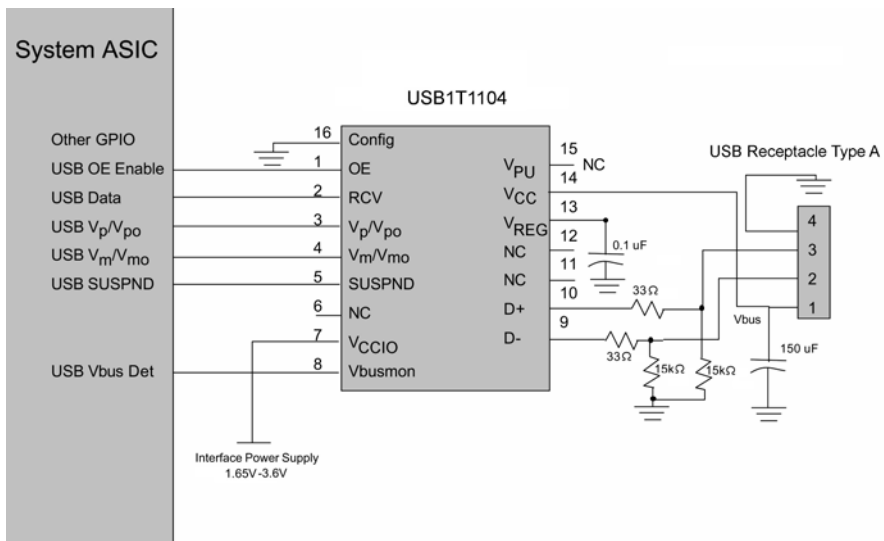 System ASIC
USB1T1104
Other GPIO
USB OE Enable
USB Data
USB Vp/Vpo
USB Vm/Vmo
USB SUSPND
USB Vbus Det
16
1
2
3
4
5
6
7
8
Config
OE
RCV
Vp/Vpo
Vm/Vmo
SUSPND
NC
VCCIO
Vbusmon
Interface Power Supply
1.65V-3.6V
VPU
VCC
VREG
NC
NC
D+
D-
15
14
13
12
11
10
9
NC
0.1 uF
33Ω
33Ω
15kΩ
15kΩ
USB Receptacle Type A
4
3
2
1
Vbus
150 uF